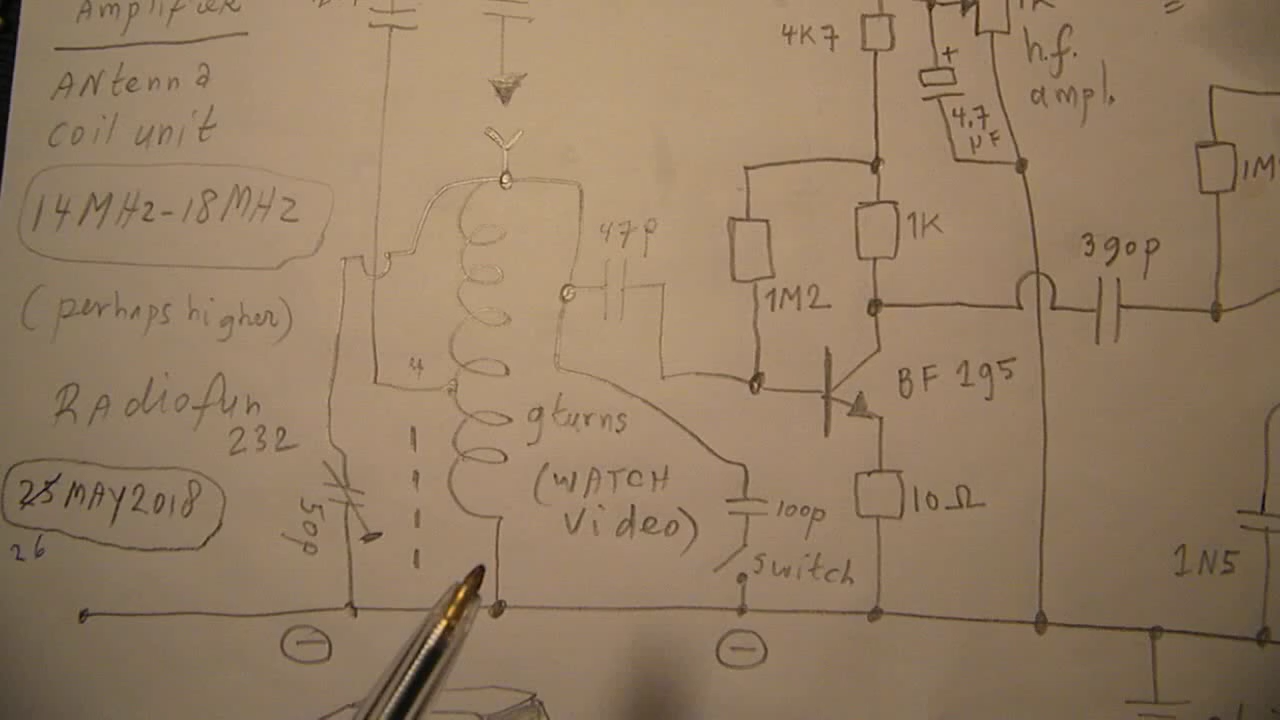 Amplifier
ANtenna
coil unit
14MHz-18MHz
(perhaps higher)
RAdiofun
232
25 MAY 2018
26
50p
4
9turns
(WATCH
Video)
47p
100p
switch
4K7
+
4.7
µF
1K
h.f.
ampl.
1K
1M2
BF 195
10Ω
390p
1M
1N5